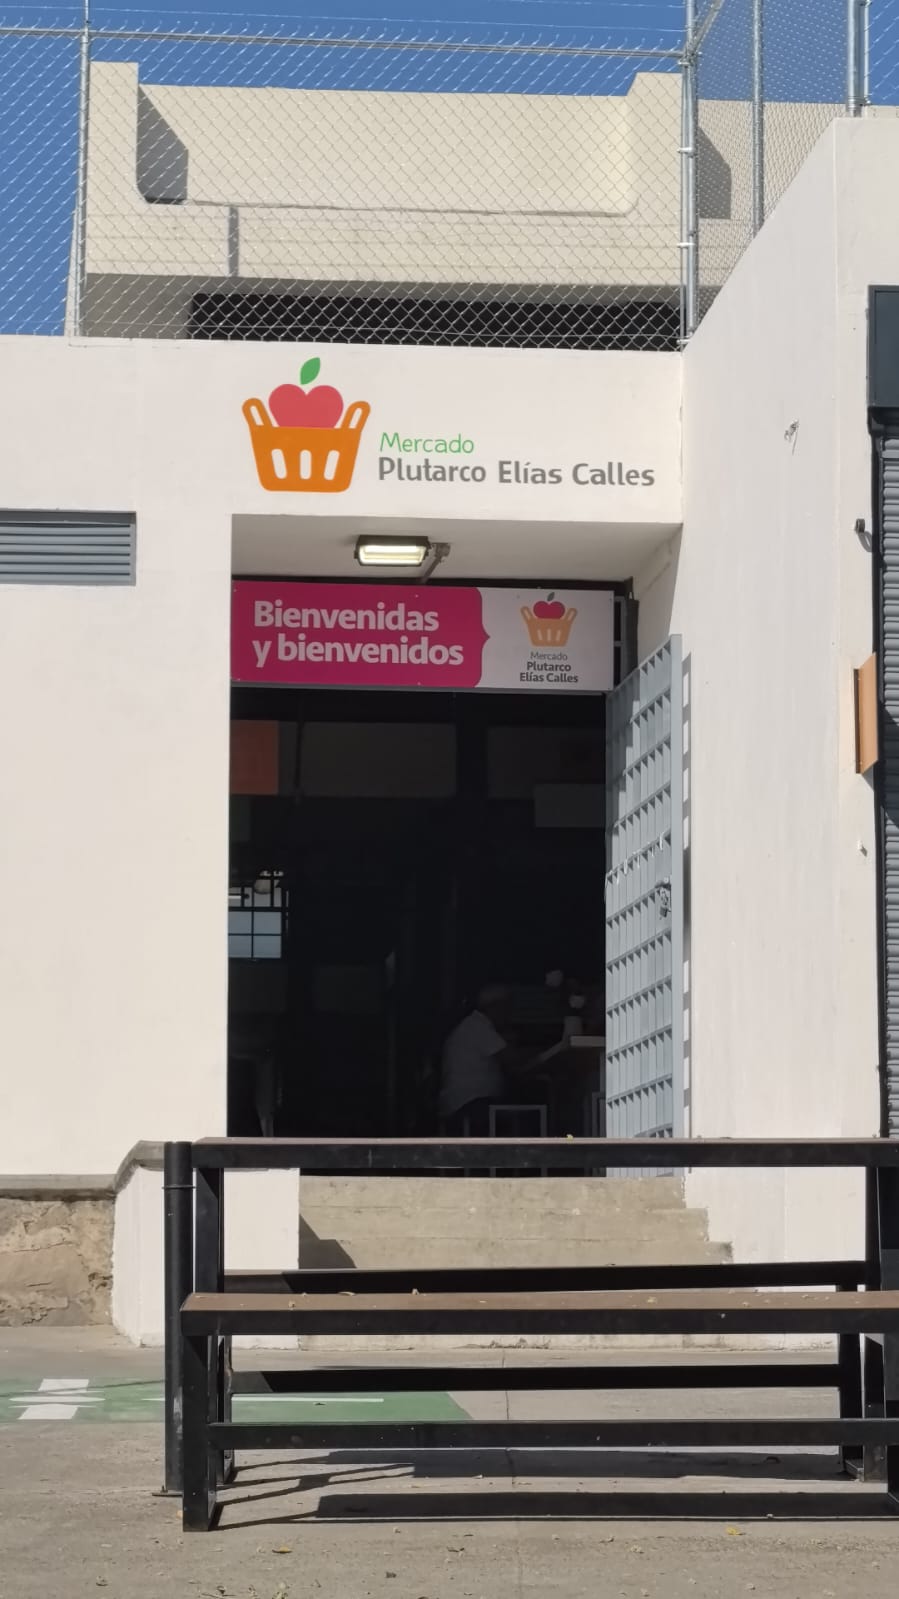 Mercado
Plutarco Elías Calles
Bienvenidas
y bienvenidos
Mercado
Plutarco
Elías Calles